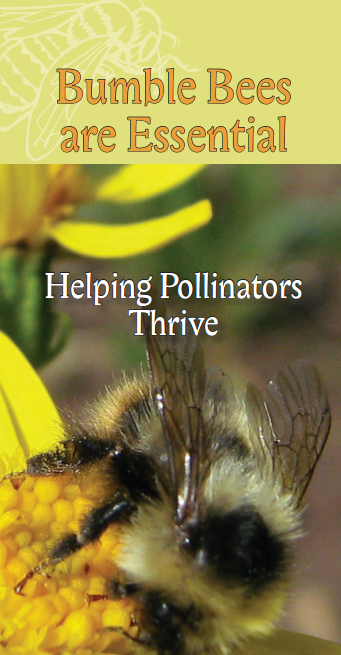 Bumble Bees
are Essential
Helping Pollinators
Thrive